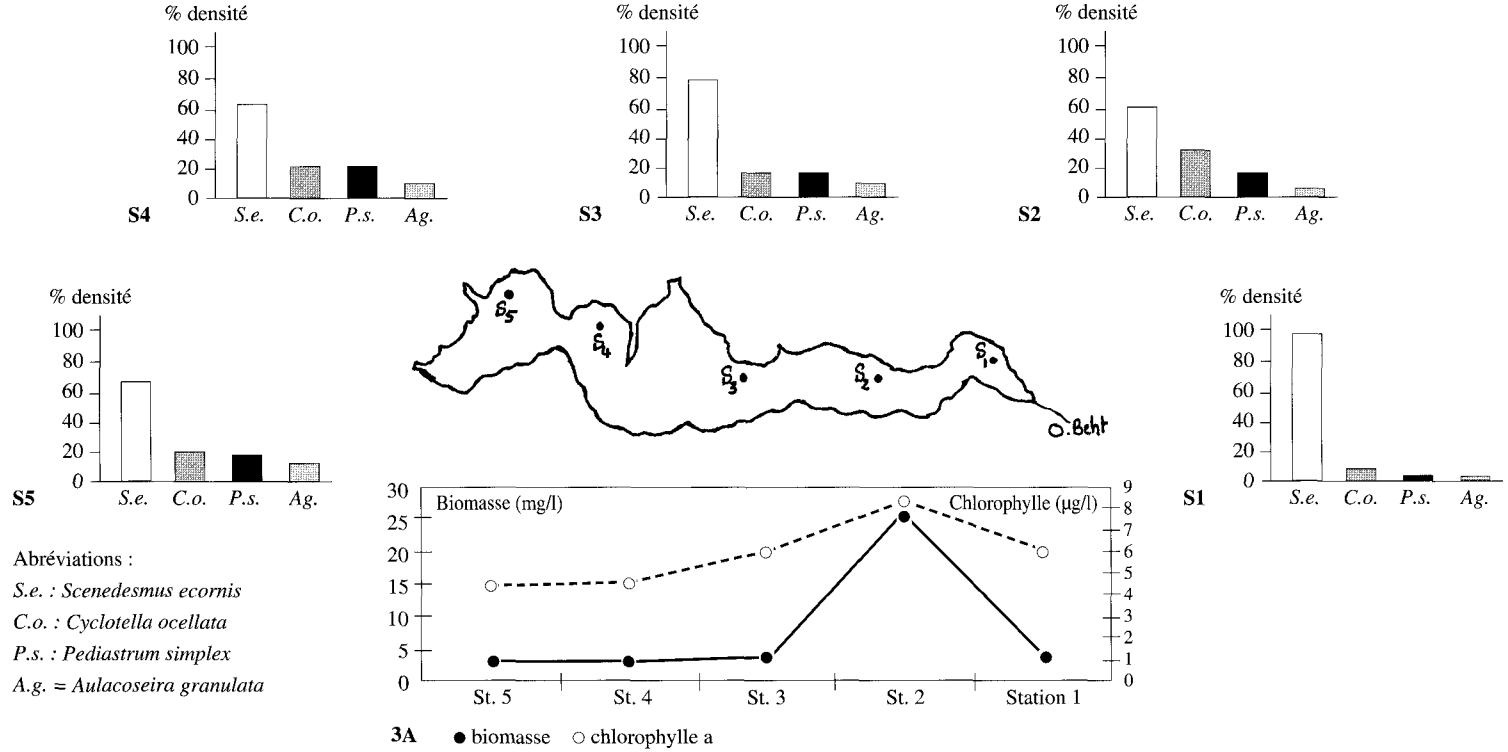 % densité
100
80
60
40
20
0
S4
S.e. C.o. P.s. Ag.
% densité
100
80
60
40
20
0
S3
S.e. C.o. P.s. Ag.
% densité
100
80
60
40
20
0
S2
S.e. C.o. P.s. Ag.
% densité
100
80
60
40
20
0
S5
S.e. C.o. P.s. Ag.
S5
S4
S3
S2
S1
O. Beht
% densité
100
80
60
40
20
0
S1
S.e. C.o. P.s. Ag.
Abréviations :
S.e. : Scenedesmus ecornis
C.o. : Cyclotella ocellata
P.s. : Pediastrum simplex
A.g. = Aulacoseira granulata
Biomasse (mg/l)
Chlorophylle (µg/l)
30
25
20
15
10
5
0
9
8
7
6
5
4
3
2
1
0
St. 5 St. 4 St. 3 St. 2 Station 1
3A ● biomasse ○ chlorophylle a